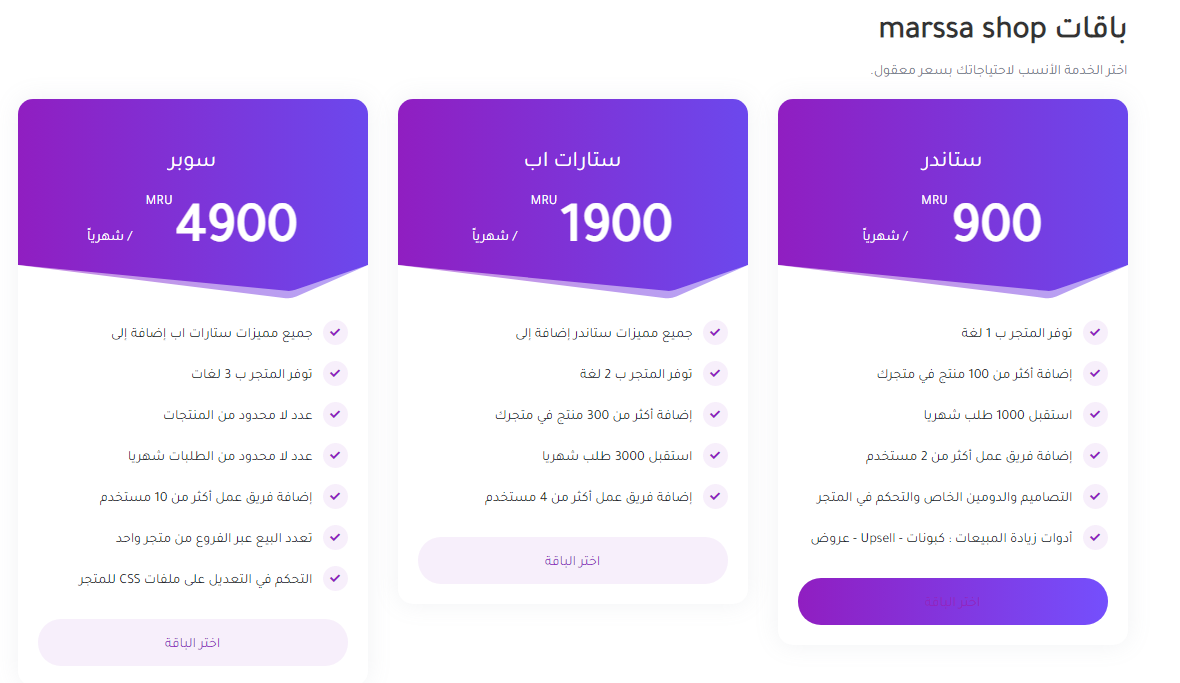 باقات marssa shop
اختر الخدمة الأنسب لاحتياجاتك بسعر معقول.
ستاندر
900 MRU / شهرياً
توفر المتجر ب 1 لغة
إضافة أكثر من 100 منتج في متجرك
استقبل 1000 طلب شهريا
إضافة فريق عمل أكثر من 2 مستخدم
التصاميم والدومين الخاص والتحكم في المتجر
أدوات زيادة المبيعات : كبونات - Upsell - عروض
اختر الباقة
ستارات اب
1900 MRU / شهرياً
جميع مميزات ستاندر إضافة إلى
توفر المتجر ب 2 لغة
إضافة أكثر من 300 منتج في متجرك
استقبل 3000 طلب شهريا
إضافة فريق عمل أكثر من 4 مستخدم
اختر الباقة
سوبر
4900 MRU / شهرياً
جميع مميزات ستارات اب إضافة إلى
توفر المتجر ب 3 لغات
عدد لا محدود من المنتجات
عدد لا محدود من الطلبات شهريا
إضافة فريق عمل أكثر من 10 مستخدم
تعدد البيع عبر الفروع من متجر واحد
التحكم في التعديل على ملفات CSS للمتجر
اختر الباقة